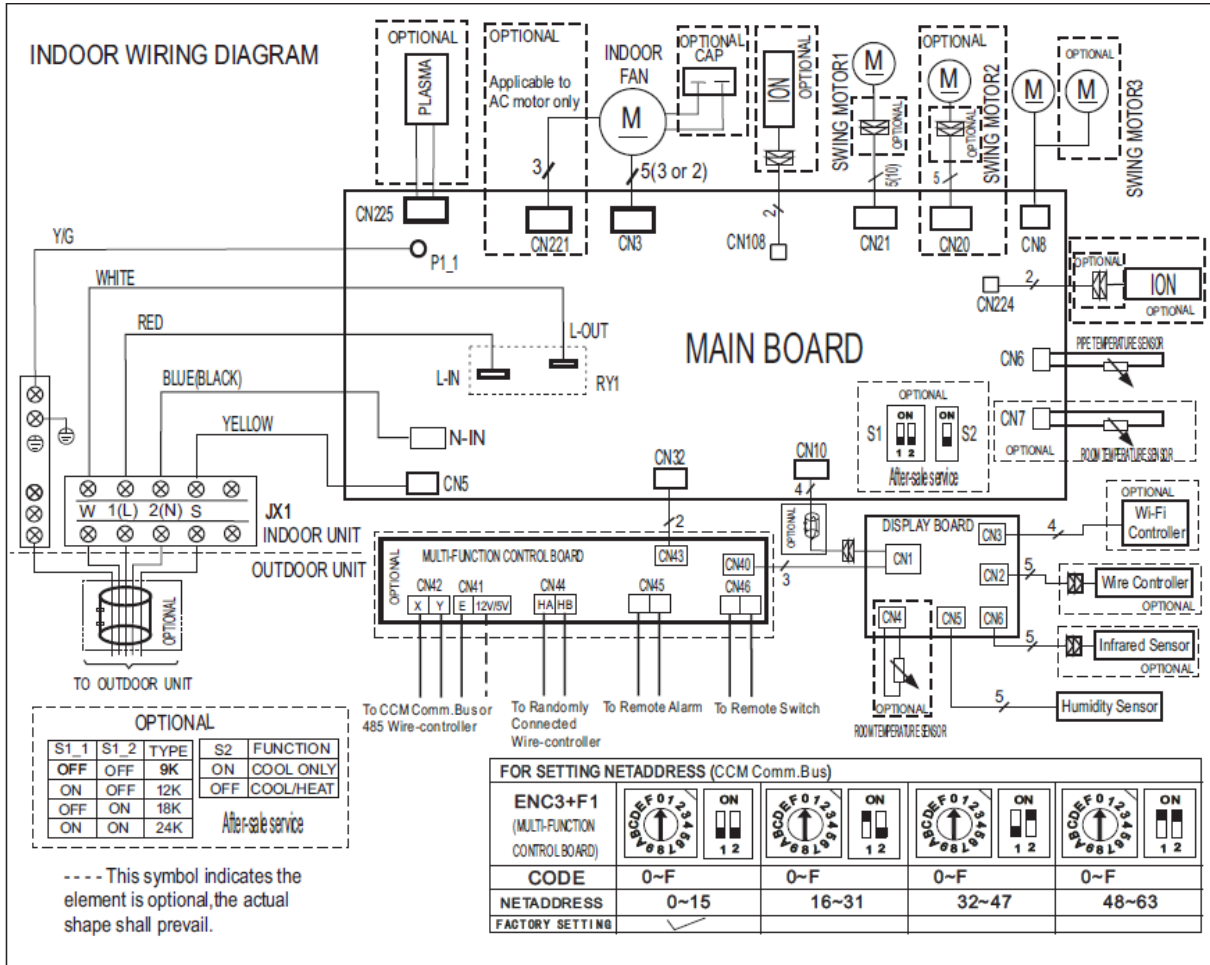 INDOOR WIRING DIAGRAM
OPTIONAL
PLASMA
OPTIONAL
Applicable to
AC motor only
INDOOR
FAN
M
OPTIONAL
CAP
ION
OPTIONAL
SWING MOTOR1
M
OPTIONAL
OPTIONAL
M
OPTIONAL
SWING MOTOR2
M
OPTIONAL
M
SWING MOTOR3
3
5(3 or 2)
2
5(10)
5
CN225
CN221
CN3
CN108
CN21
CN20
CN8
Y/G
P1_1
WHITE
RED
L-OUT
L-IN
RY1
BLUE(BLACK)
N-IN
YELLOW
CN5
MAIN BOARD
CN224
2
OPTIONAL
ION
OPTIONAL
CN6
PIPE TEMPERATURE SENSOR
CN7
OPTIONAL
ROOM TEMPERATURE SENSOR
OPTIONAL
S1
ON
1 2
ON
S2
After-sale service
CN32
2
CN10
4
OPTIONAL
W 1(L) 2(N) S
JX1
INDOOR UNIT
OUTDOOR UNIT
OPTIONAL
TO OUTDOOR UNIT
OPTIONAL
MULTI-FUNCTION CONTROL BOARD
CN43
CN40
3
CN42 CN41 CN44 CN45 CN46
X Y E 12V/5V HA HB
To CCM Comm.Bus or
485 Wire-controller
To Randomly
Connected
Wire-controller
To Remote Alarm
To Remote Switch
DISPLAY BOARD
CN1
CN3
CN2
CN4
CN5
CN6
4
OPTIONAL
Wi-Fi
Controller
5
Wire Controller
OPTIONAL
5
Infrared Sensor
OPTIONAL
5
Humidity Sensor
OPTIONAL
ROOM TEMPERATURE SENSOR
OPTIONAL
S1_1 S1_2 TYPE
OFF OFF 9K
ON OFF 12K
OFF ON 18K
ON ON 24K
S2 FUNCTION
ON COOL ONLY
OFF COOL/HEAT
After-sale service
- - - - This symbol indicates the
element is optional,the actual
shape shall prevail.
FOR SETTING NETADDRESS (CCM Comm.Bus)
ENC3+F1
(MULTI-FUNCTION
CONTROL BOARD)
0123456789ABCDEF
ON
1 2
0123456789ABCDEF
ON
1 2
0123456789ABCDEF
ON
1 2
0123456789ABCDEF
ON
1 2
CODE 0~F 0~F 0~F 0~F
NETADDRESS 0~15 16~31 32~47 48~63
FACTORY SETTING